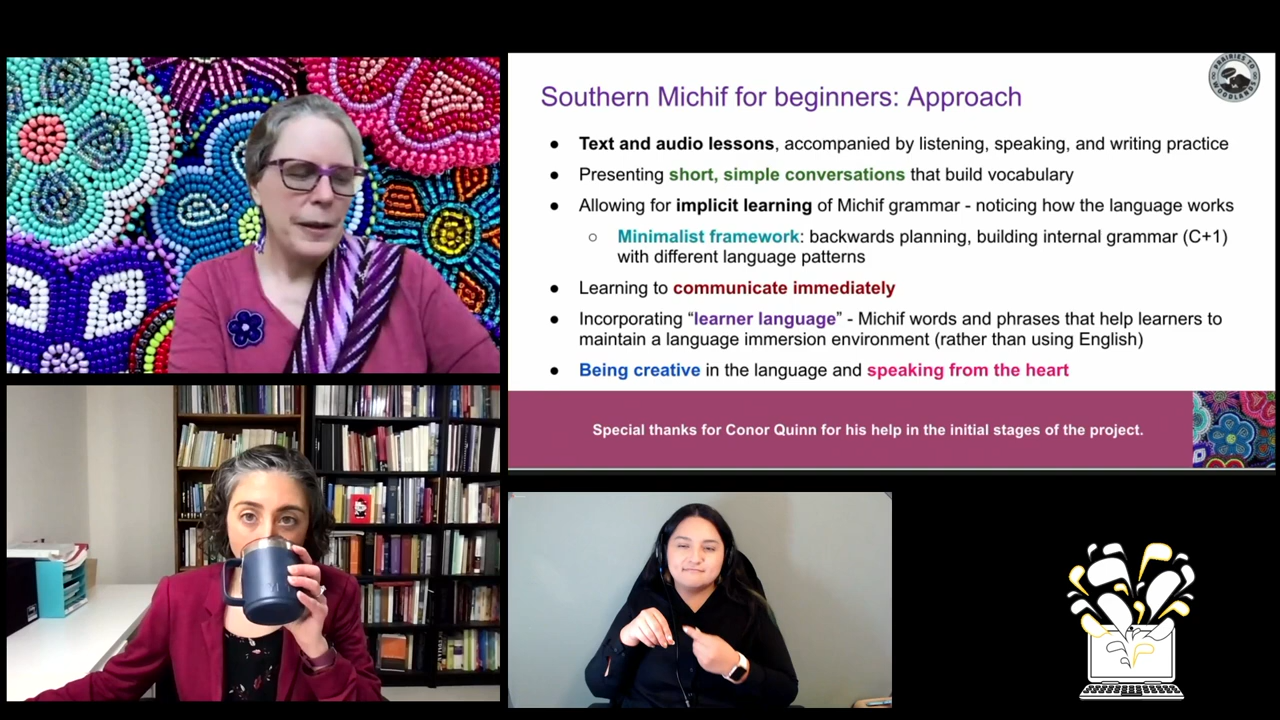 PRAIRIES TO
WOODLANDS
Southern Michif for beginners: Approach
● Text and audio lessons, accompanied by listening, speaking, and writing practice
● Presenting short, simple conversations that build vocabulary
● Allowing for implicit learning of Michif grammar - noticing how the language works
○ Minimalist framework: backwards planning, building internal grammar (C+1)
with different language patterns
● Learning to communicate immediately
● Incorporating “learner language” - Michif words and phrases that help learners to
maintain a language immersion environment (rather than using English)
● Being creative in the language and speaking from the heart
Special thanks for Conor Quinn for his help in the initial stages of the project.